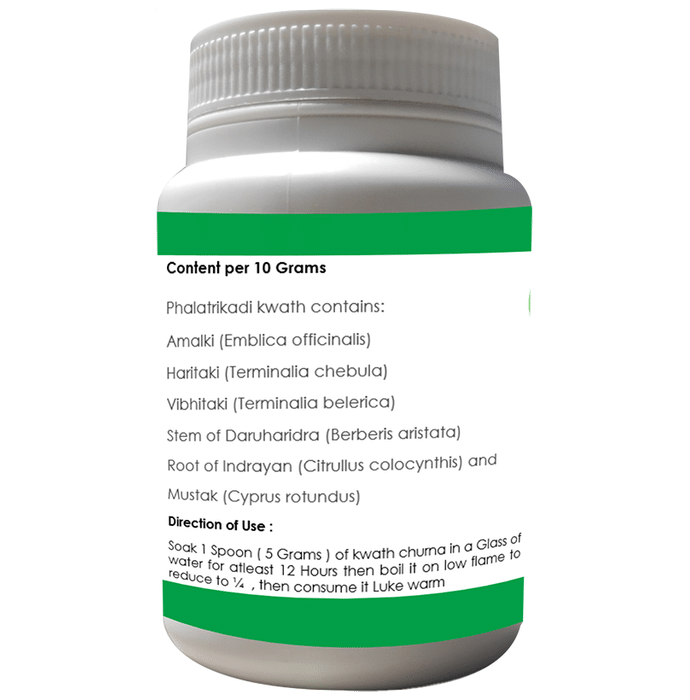 Content per 10 Grams
Phalatrikadi kwath contains:
Amalki (Emblica officinalis)
Haritaki (Terminalia chebula)
Vibhitaki (Terminalia belerica)
Stem of Daruharidra (Berberis aristata)
Root of Indrayan (Citrullus colocynthis) and
Mustak (Cyprus rotundus)
Direction of Use :
Soak 1 Spoon ( 5 Grams ) of kwath churna in a Glass of
water for atleast 12 Hours then boil it on low flame to
reduce to ¼ , then consume it Luke warm